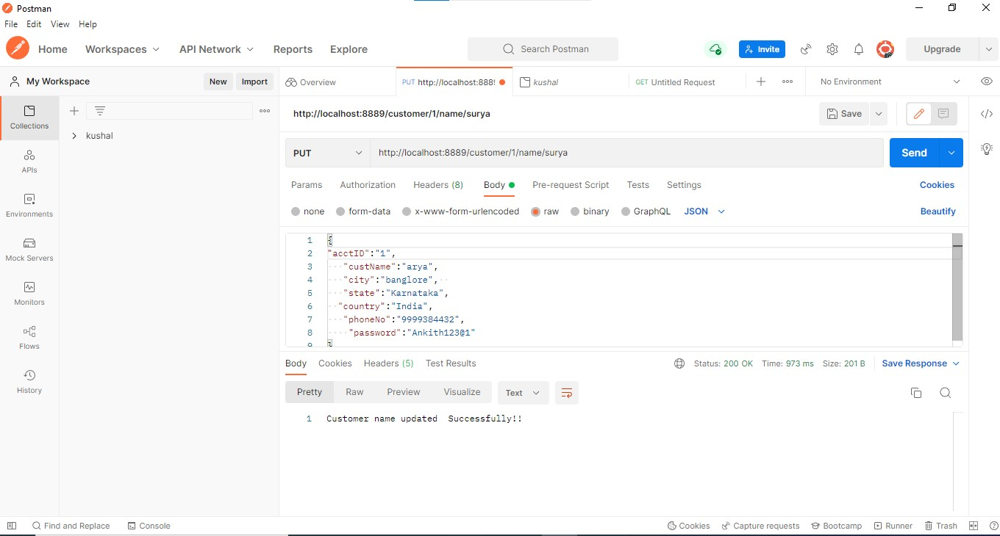 Postman
File Edit View Help
Home Workspaces API Network Reports Explore Search Postman Invite Upgrade
My Workspace New Import Overview PUT http://localhost:888! kushal GET Untitled Request No Environment
Collections
kushal
APIs
Environments
Mock Servers
Monitors
Flows
History
http://localhost:8889/customer/1/name/surya Save
PUT http://localhost:8889/customer/1/name/surya Send
Params Authorization Headers (8) Body Pre-request Script Tests Settings Cookies
none form-data x-www-form-urlencoded raw binary GraphQL JSON Beautify
1 {
2 "acctID":"1",
3 "custName":"arya",
4 "city":"banglore",
5 "state":"Karnataka",
6 "country":"India",
7 "phoneNo":"9999384432",
8 "password":"Ankith123@1"
9 }
Body Cookies Headers (5) Test Results Status: 200 OK Time: 973 ms Size: 201 B Save Response
Pretty Raw Preview Visualize Text
1 Customer name updated  Successfully!!
Find and Replace Console Cookies Capture requests Bootcamp Runner Trash